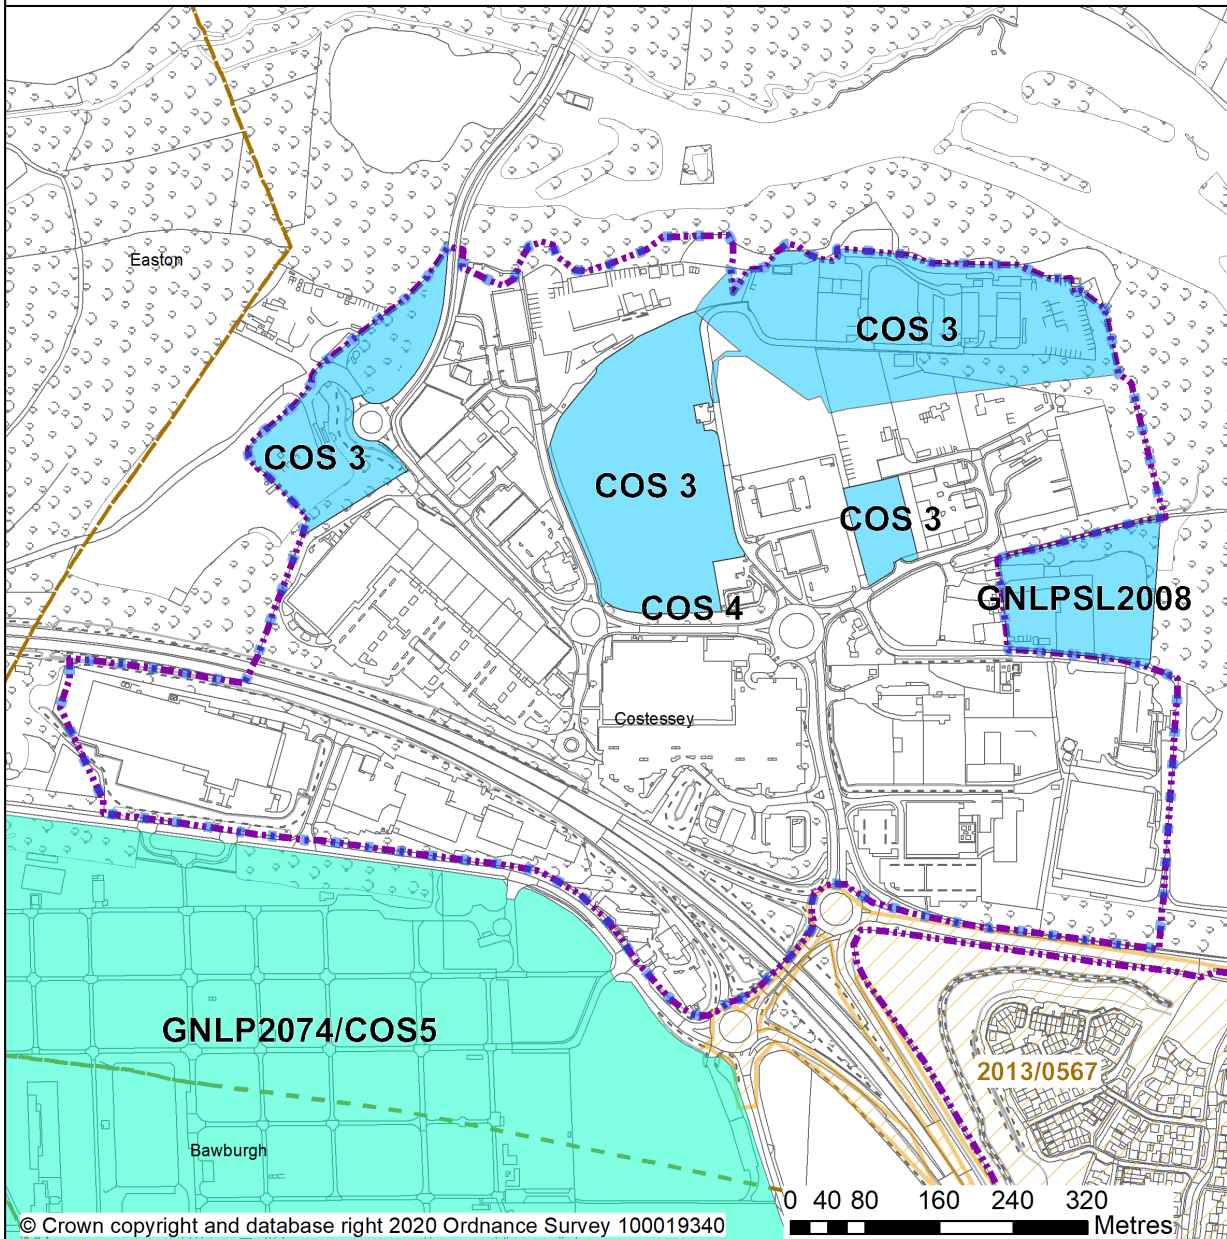 Easton
COS 3
COS 3
COS 3
COS 3
GNLPSL2008
COS 4
Costessey
GNLP2074/COS5
2013/0567
Bawburgh
0 40 80 160 240 320
Metres
© Crown copyright and database right 2020 Ordnance Survey 100019340